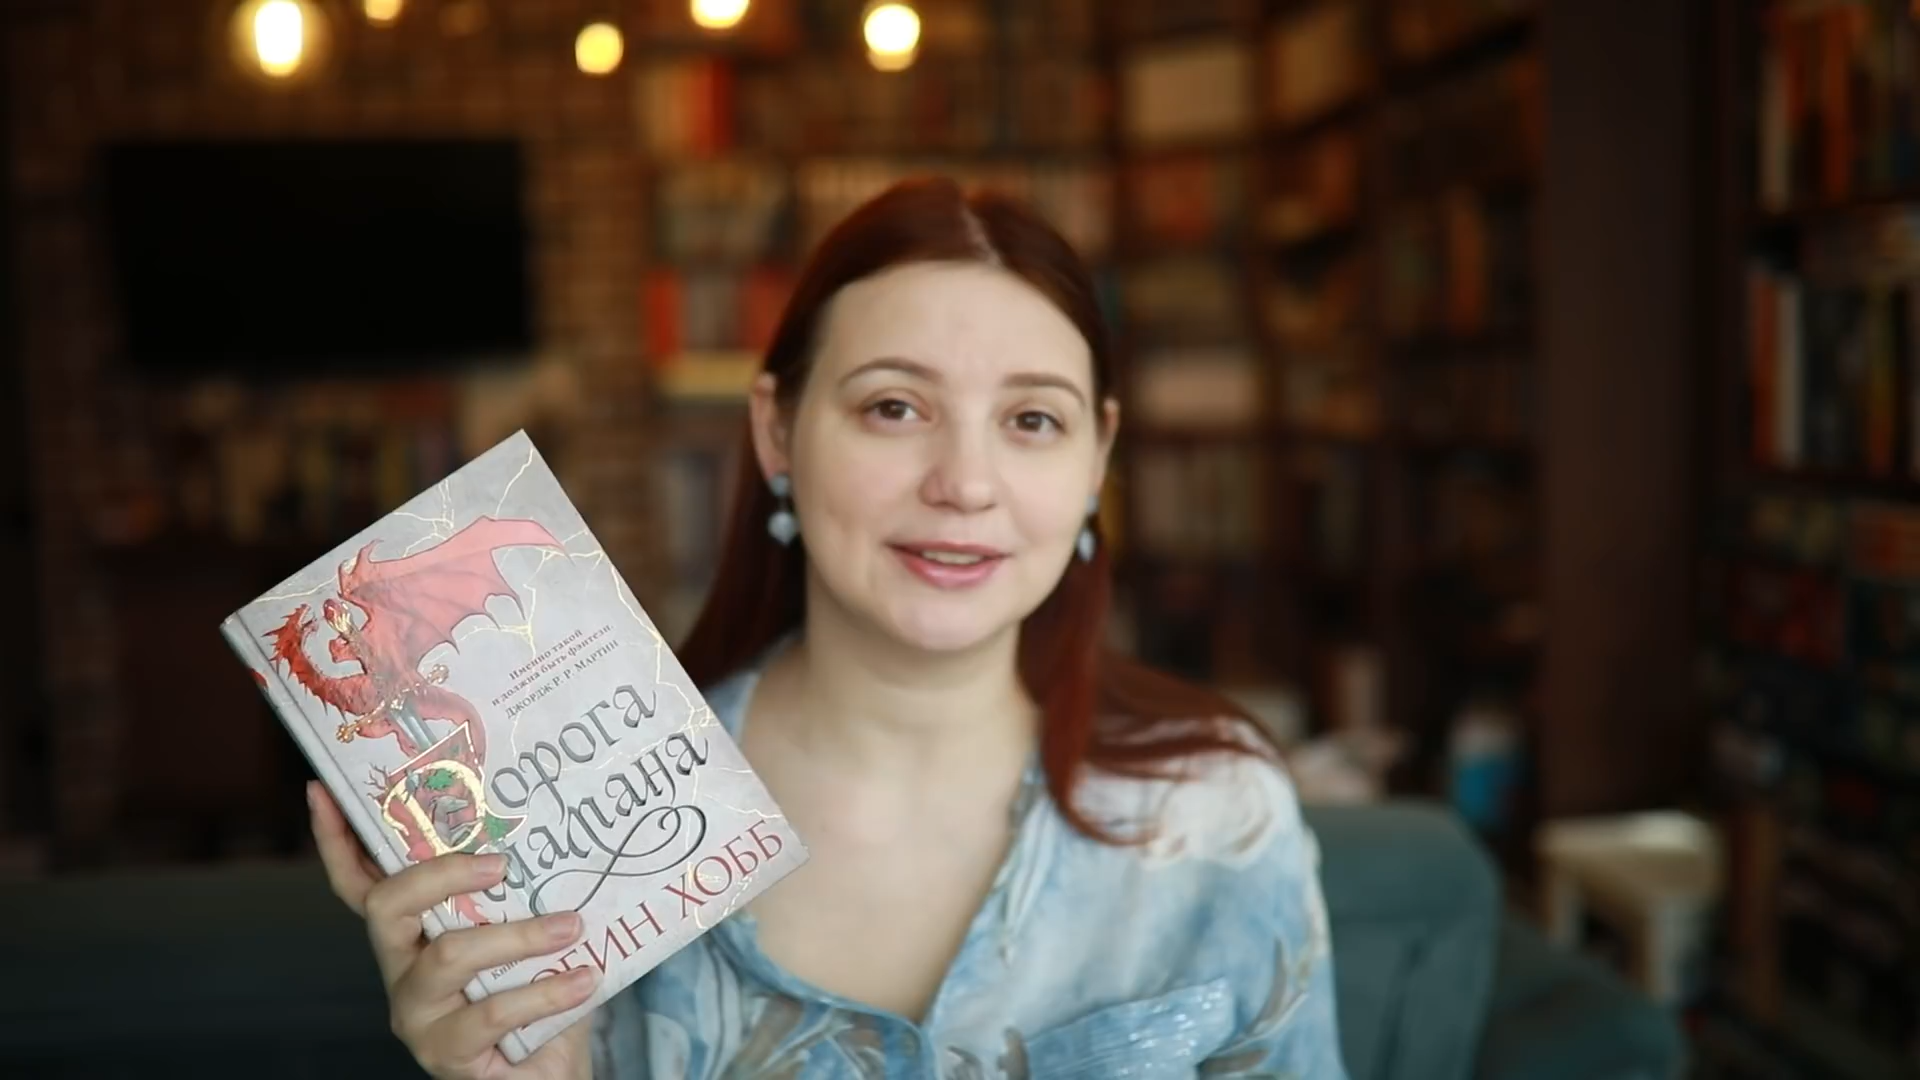 Именно такой
и должна быть фэнтези.
ДЖОРДЖ Р. Р. МАРТИН
Дорога
шамана
ОБИН ХОББ